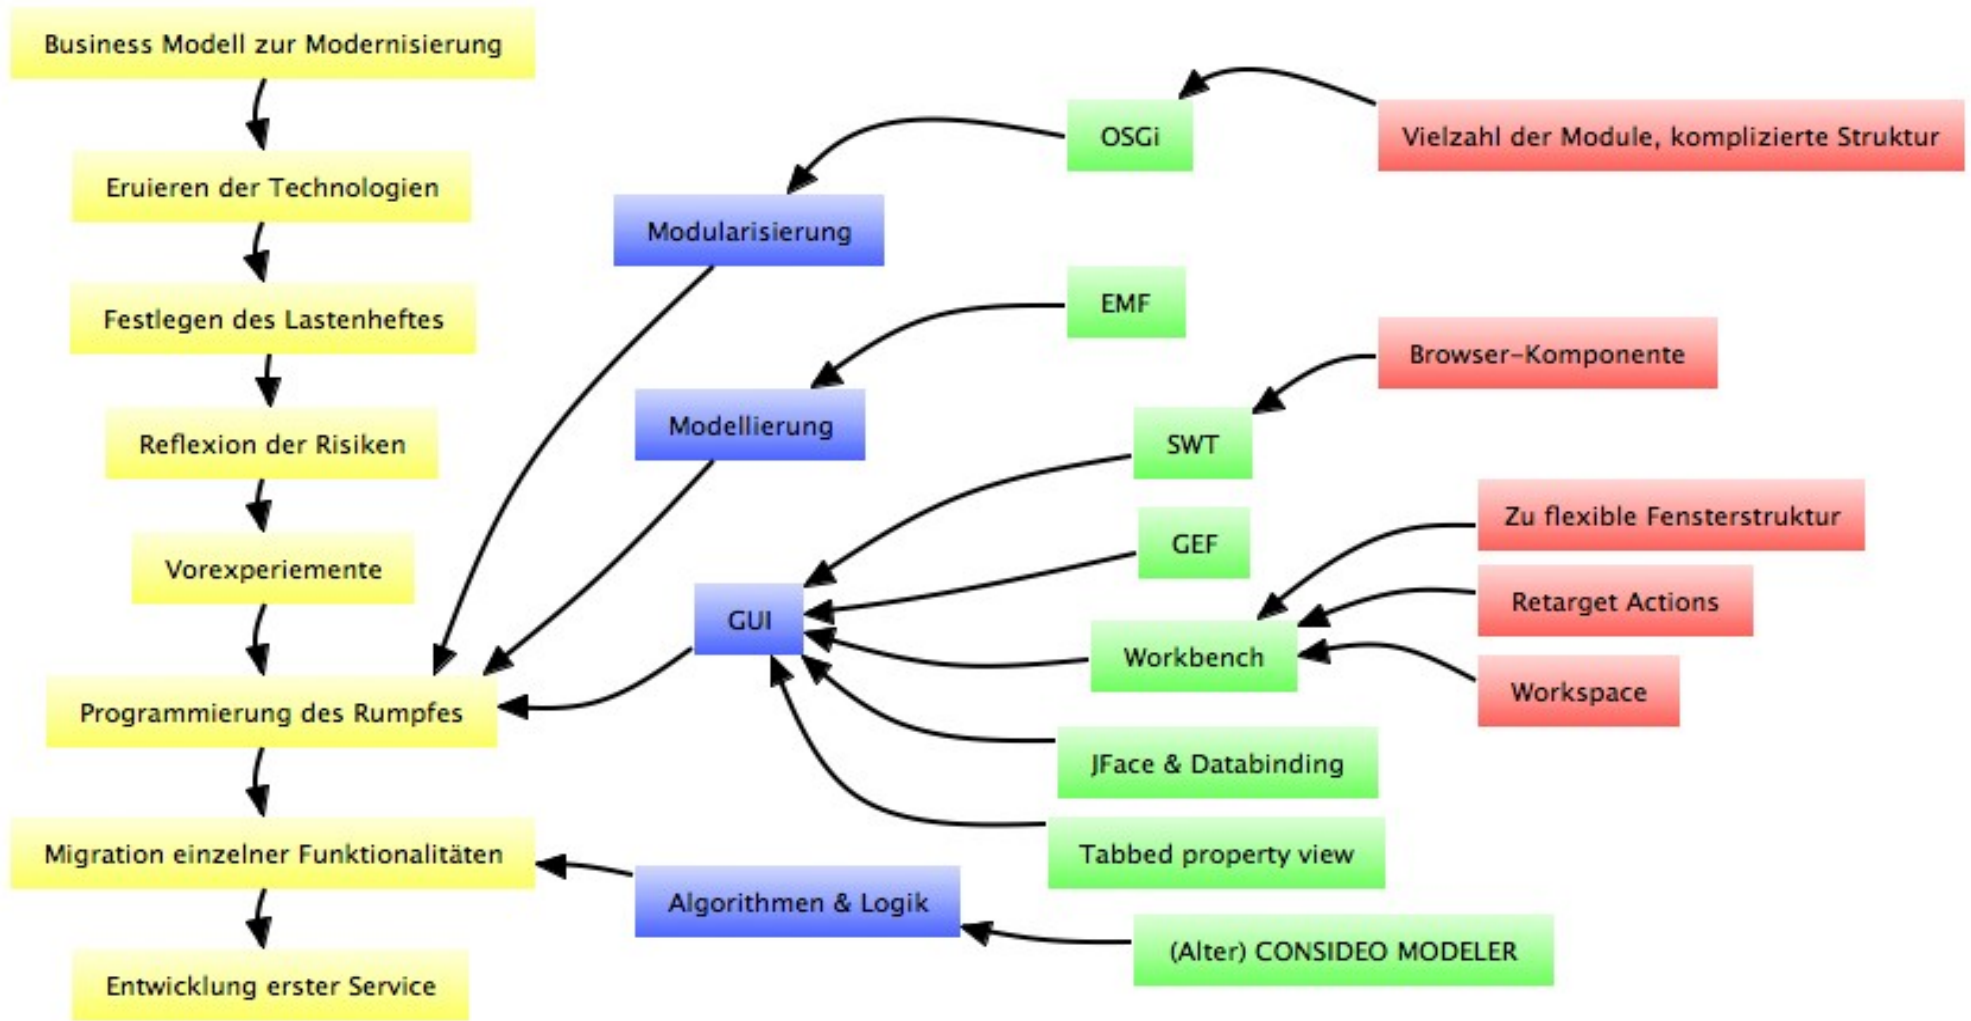 Business Modell zur Modernisierung
Eruieren der Technologien
Festlegen des Lastenheftes
Reflexion der Risiken
Vorexperiemente
Programmierung des Rumpfes
Migration einzelner Funktionalitäten
Entwicklung erster Service
Modularisierung
Modellierung
GUI
Algorithmen & Logik
OSGi
EMF
SWT
GEF
Workbench
JFace & Databinding
Tabbed property view
(Alter) CONSIDEO MODELER
Vielzahl der Module, komplizierte Struktur
Browser-Komponente
Zu flexible Fensterstruktur
Retarget Actions
Workspace